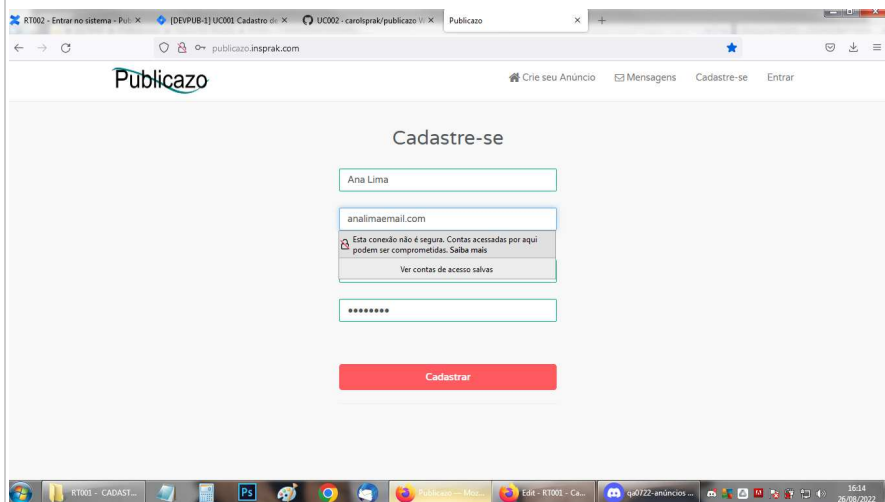 RT002 - Entrar no sistema - Pub
[DEVPUB-1] UC001 Cadastro de
UC002 · carolsprak/publicazo W
Publicazo
publicazo.insprak.com
Publicazo
Crie seu Anúncio
Mensagens
Cadastre-se
Entrar
Cadastre-se
Ana Lima
analimaemail.com
Esta conexão não é segura. Contas acessadas por aqui
podem ser comprometidas. Saiba mais
Ver contas de acesso salvas
Cadastrar
RT001 - CADAST...
Ps
Publicazo — Moz...
Edit - RT001 - Ca...
qa0722-anúncios ...
16:14
26/08/2022